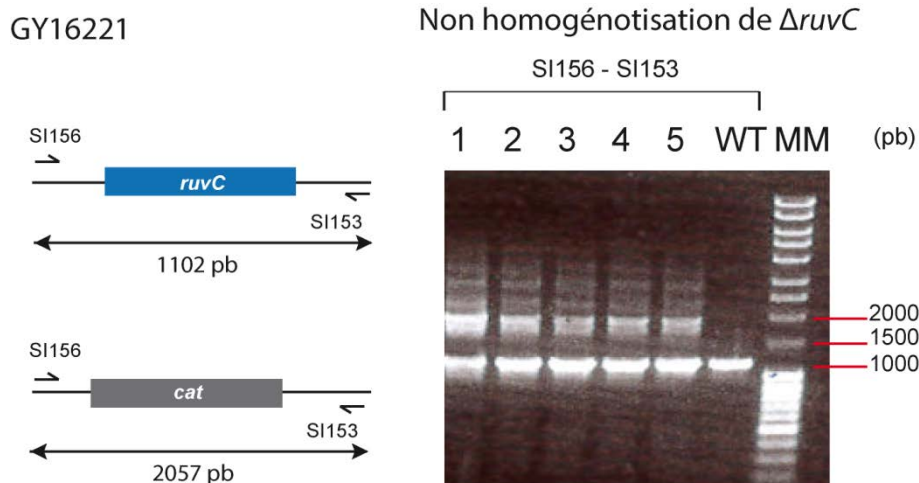 GY16221
Non homogénotisation de ΔruvC
SI156 - SI153
1 2 3 4 5 WT MM (pb)
SI156
ruvC
SI153
1102 pb
2000
1500
1000
SI156
cat
SI153
2057 pb